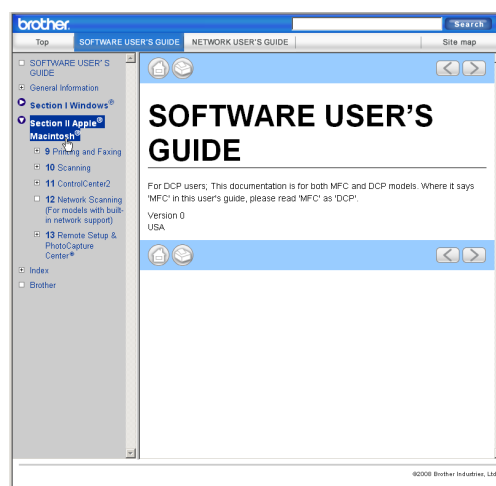 brother.
Search
Top
SOFTWARE USER'S GUIDE
NETWORK USER'S GUIDE
Site map
SOFTWARE USER' S
GUIDE
General Information
Section I Windows®
Section II Apple®
Macintosh®
9 Printing and Faxing
10 Scanning
11 ControlCenter2
12 Network Scanning
(For models with built-
in network support)
13 Remote Setup &
PhotoCapture
Center®
Index
Brother
SOFTWARE USER'S
GUIDE
For DCP users; This documentation is for both MFC and DCP models. Where it says
'MFC' in this user's guide, please read 'MFC' as 'DCP'.
Version 0
USA
©2008 Brother Industries, Ltd